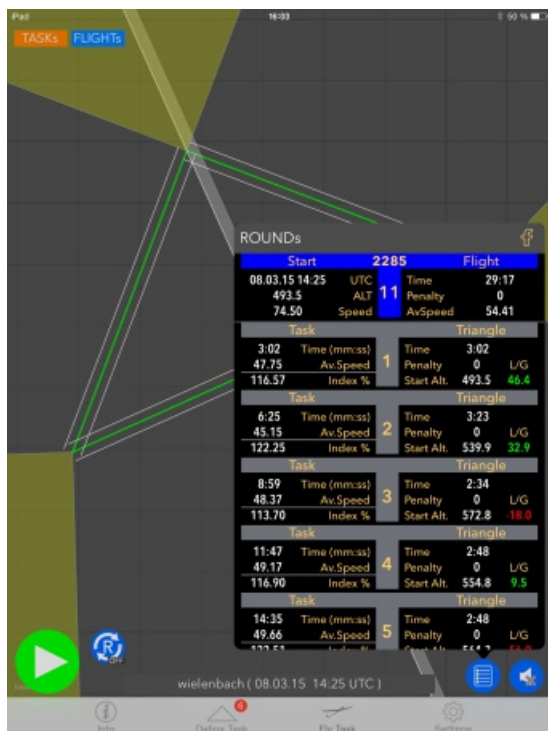 iPad 16:03 50 %
TASKs FLIGHTs
ROUNDs
Start 2285 Flight
08.03.15 14:25 UTC 11 Time 29:17
493.5 ALT Penalty 0
74.50 Speed AvSpeed 54.41
Task Triangle
3:02 Time (mm:ss) 1 Time 3:02
47.75 Av.Speed Penalty 0 L/G
116.57 Index % Start Alt. 493.5 46.4
Task Triangle
6:25 Time (mm:ss) 2 Time 3:23
45.15 Av.Speed Penalty 0 L/G
122.25 Index % Start Alt. 539.9 32.9
Task Triangle
8:59 Time (mm:ss) 3 Time 2:34
48.37 Av.Speed Penalty 0 L/G
113.70 Index % Start Alt. 572.8 -18.0
Task Triangle
11:47 Time (mm:ss) 4 Time 2:48
49.17 Av.Speed Penalty 0 L/G
116.90 Index % Start Alt. 554.8 9.5
Task Triangle
14:35 Time (mm:ss) 5 Time 2:48
49.66 Av.Speed Penalty 0 L/G
Index % Start Alt.
R
OFF
wielenbach ( 08.03.15 14:25 UTC )
6
Info Define Task Fly Task Settings